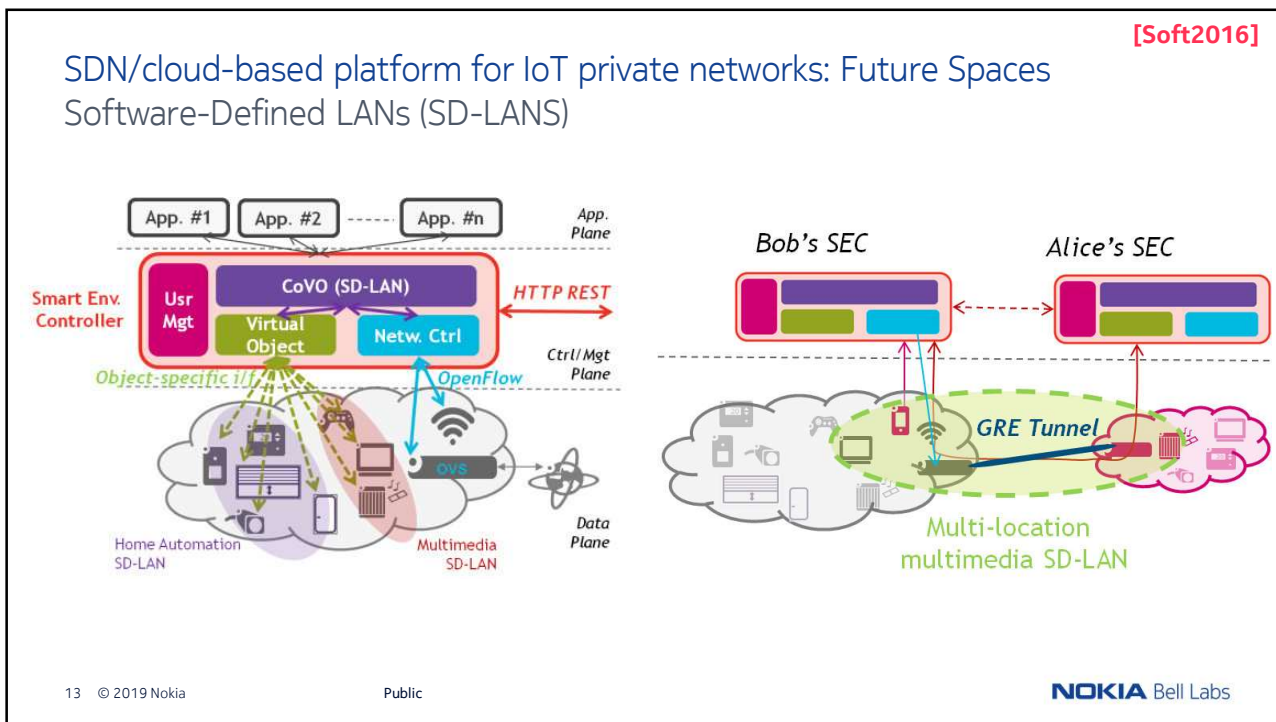 [Soft2016]
SDN/cloud-based platform for IoT private networks: Future Spaces
Software-Defined LANs (SD-LANS)
App. #1
App. #2
App. #n
App.
Plane
Smart Env.
Controller
Usr
Mgt
CoVO (SD-LAN)
Virtual
Object
Netw. Ctrl
HTTP REST
Ctrl/Mgt
Plane
Object-specific i/f
OpenFlow
OVS
Data
Plane
Home Automation
SD-LAN
Multimedia
SD-LAN
Bob's SEC
Alice's SEC
GRE Tunnel
Multi-location
multimedia SD-LAN
13 © 2019 Nokia
Public
NOKIA Bell Labs